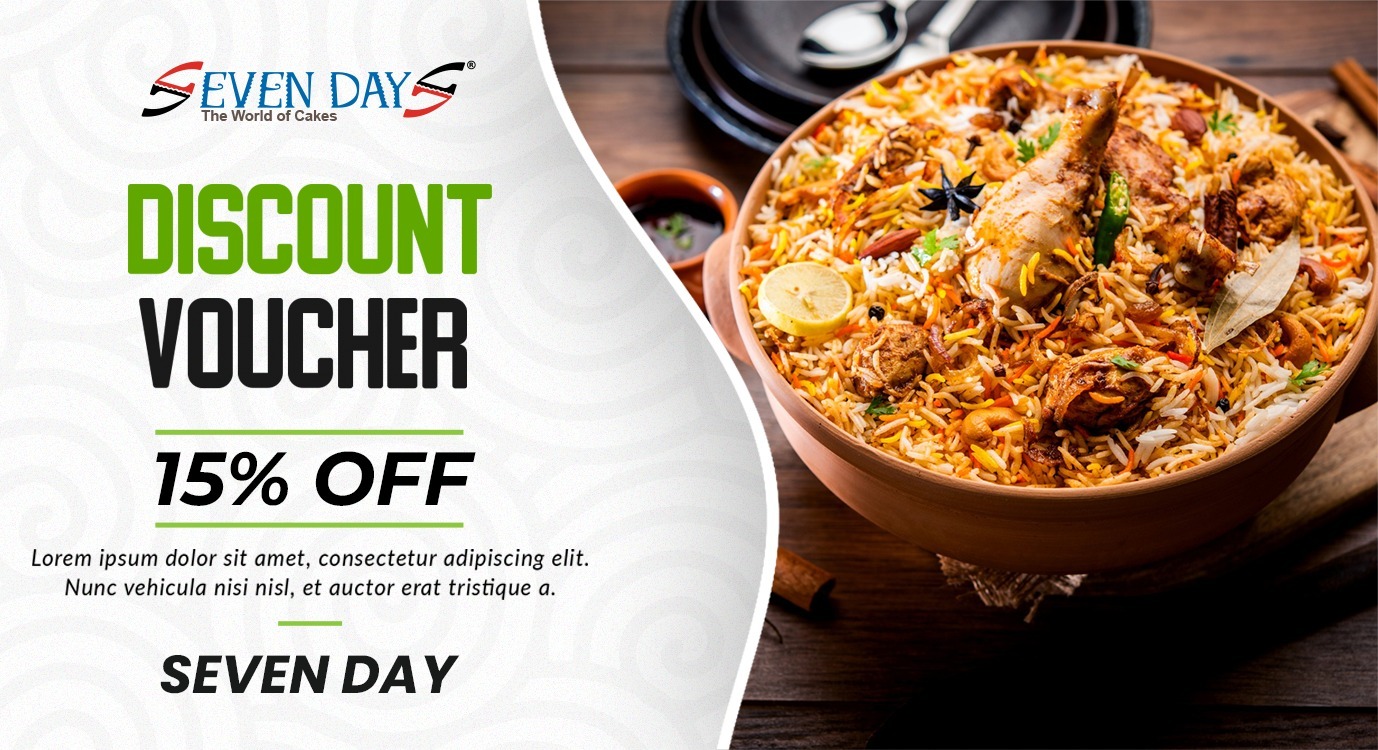 SEVEN DAYS®
The World of Cakes
DISCOUNT
VOUCHER
15% OFF
Lorem ipsum dolor sit amet, consectetur adipiscing elit.
Nunc vehicula nisi nisl, et auctor erat tristique a.
SEVEN DAY